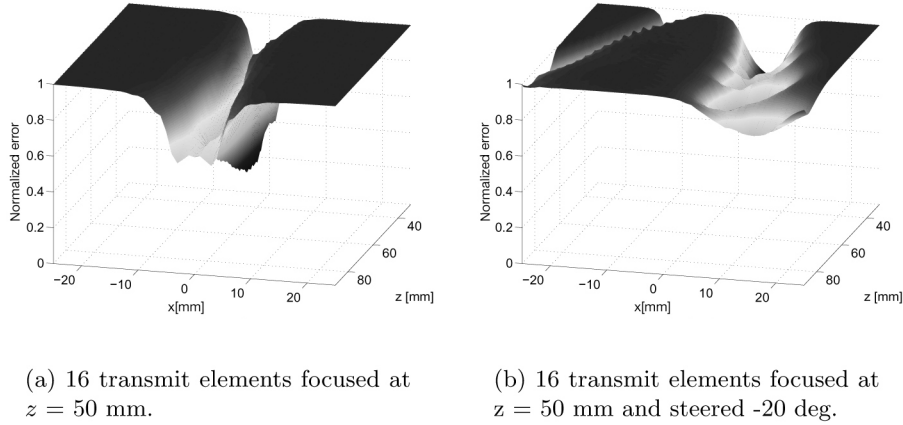 1
0.8
0.6
0.4
0.2
0
Normalized error
−20
−10
0
10
20
x[mm]
40
60
80
z [mm]
1
0.8
0.6
0.4
0.2
0
Normalized error
−20
−10
0
10
20
x[mm]
40
60
80
z [mm]
(a) 16 transmit elements focused at
z = 50 mm.
(b) 16 transmit elements focused at
z = 50 mm and steered -20 deg.